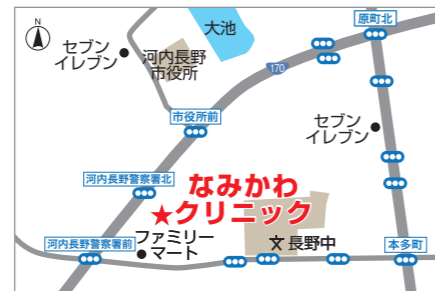 N
大池
原町北
セブン
イレブン
河内長野
市役所
170
市役所前
セブン
イレブン
河内長野警察署北
なみかわ
★クリニック
河内長野警察署前
ファミリー
マート
文長野中
本多町